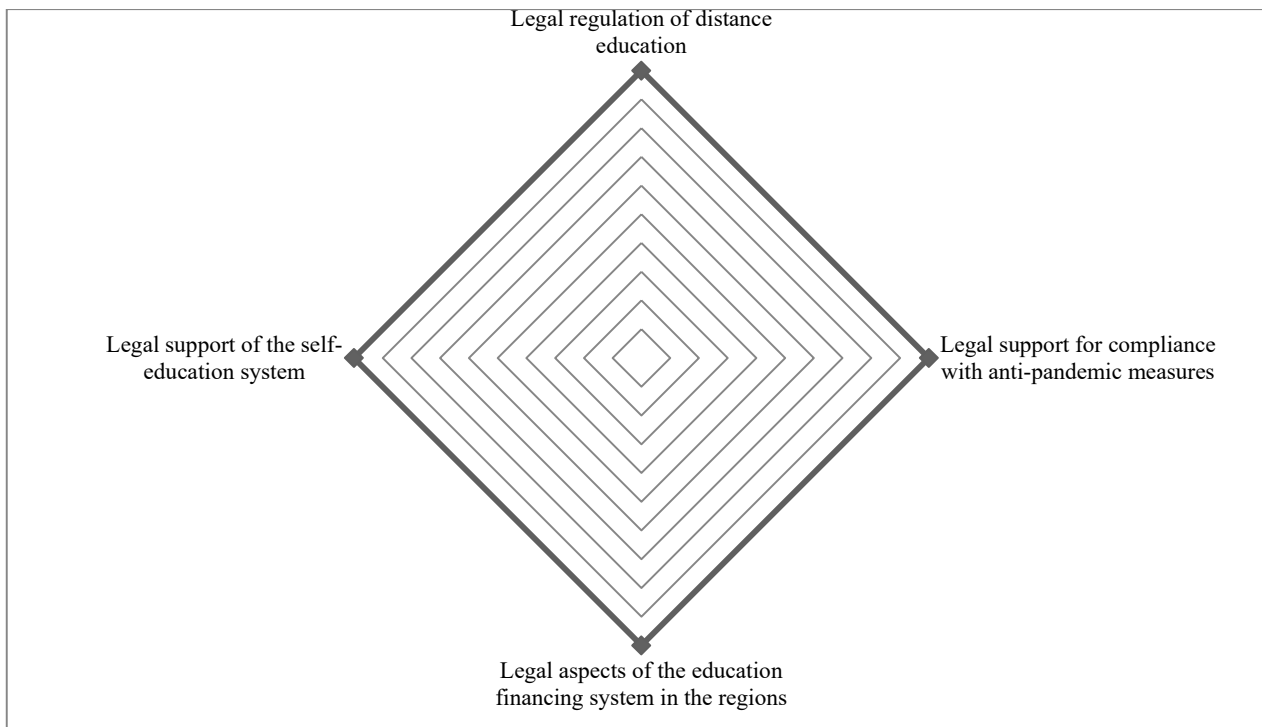 Legal regulation of distance
education
Legal support of the self-
education system
Legal support for compliance
with anti-pandemic measures
Legal aspects of the education
financing system in the regions